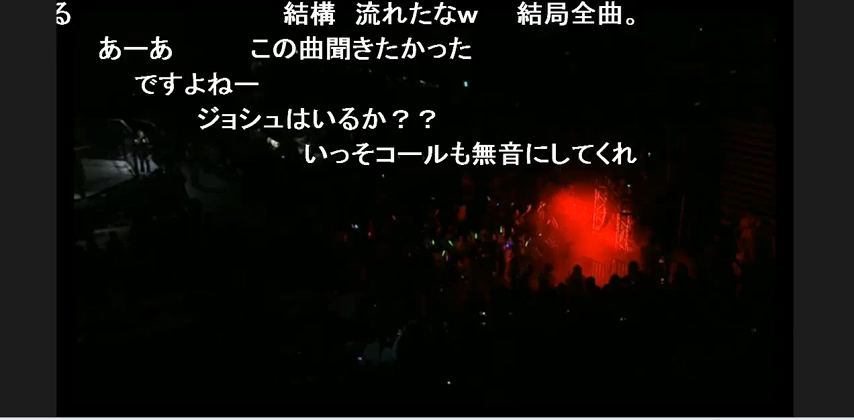 る 結構 流れたなw 結局全曲。
あーあ この曲聞きたかった
ですよねー
ジョシュはいるか？？
いっそコールも無音にしてくれ